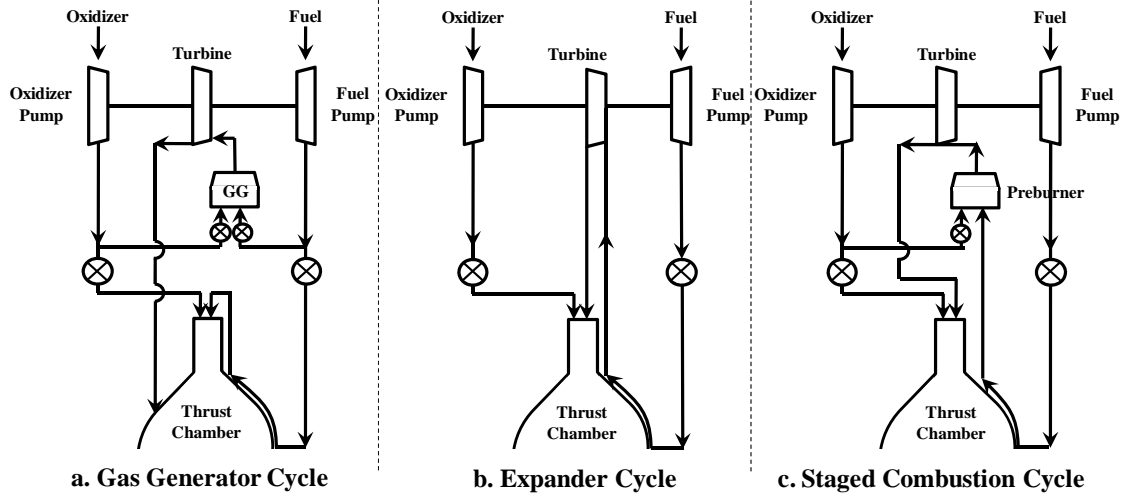 Oxidizer
Fuel
Turbine
Oxidizer
Pump
Fuel
Pump
GG
Thrust
Chamber
a. Gas Generator Cycle
Oxidizer
Fuel
Turbine
Oxidizer
Pump
Fuel
Pump
Thrust
Chamber
b. Expander Cycle
Oxidizer
Fuel
Turbine
Oxidizer
Pump
Fuel
Pump
Preburner
Thrust
Chamber
c. Staged Combustion Cycle